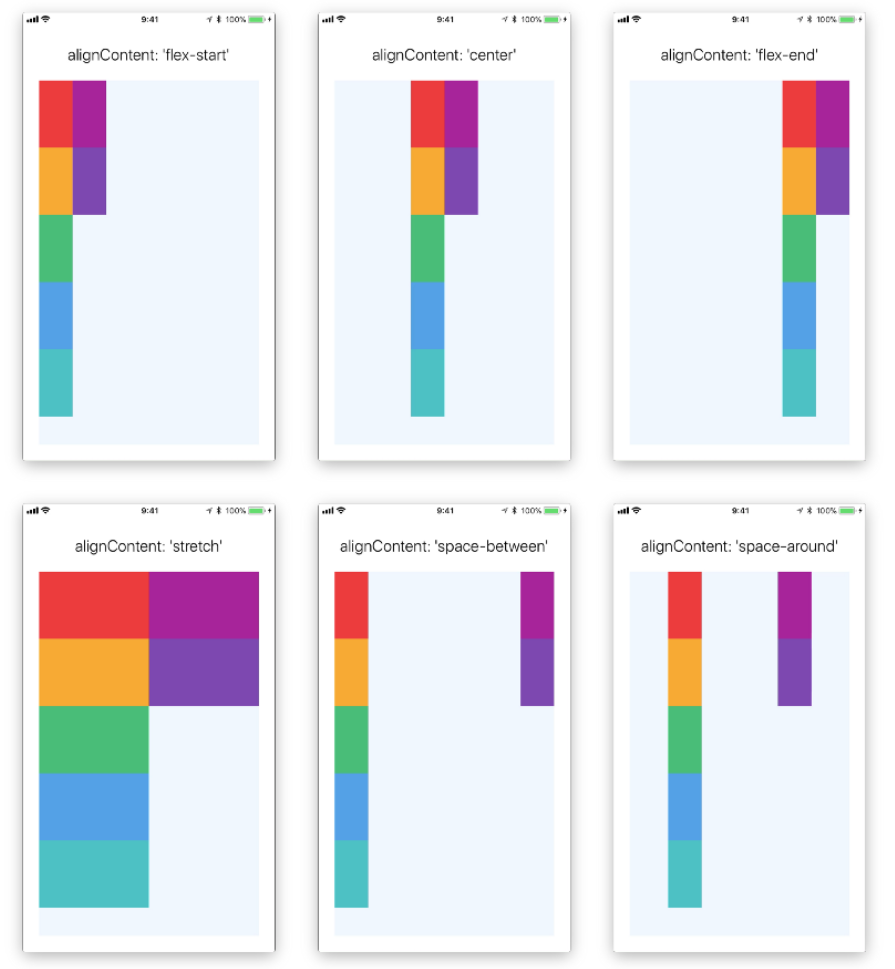 9:41 100%
alignContent: 'flex-start'
9:41 100%
alignContent: 'center'
9:41 100%
alignContent: 'flex-end'
9:41 100%
alignContent: 'stretch'
9:41 100%
alignContent: 'space-between'
9:41 100%
alignContent: 'space-around'